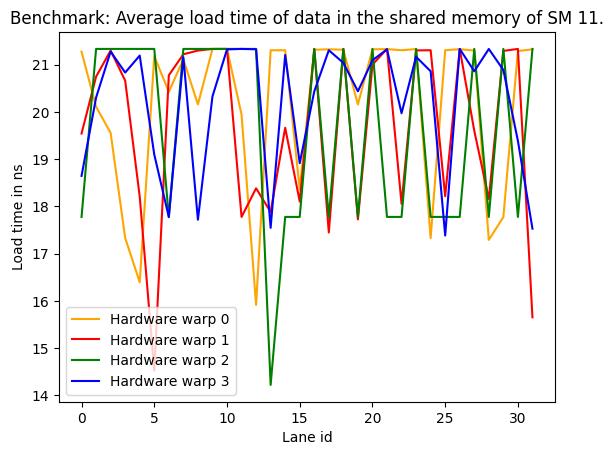 Benchmark: Average load time of data in the shared memory of SM 11.
Load time in ns
21
20
19
18
17
16
15
14
Hardware warp 0
Hardware warp 1
Hardware warp 2
Hardware warp 3
0 5 10 15 20 25 30
Lane id